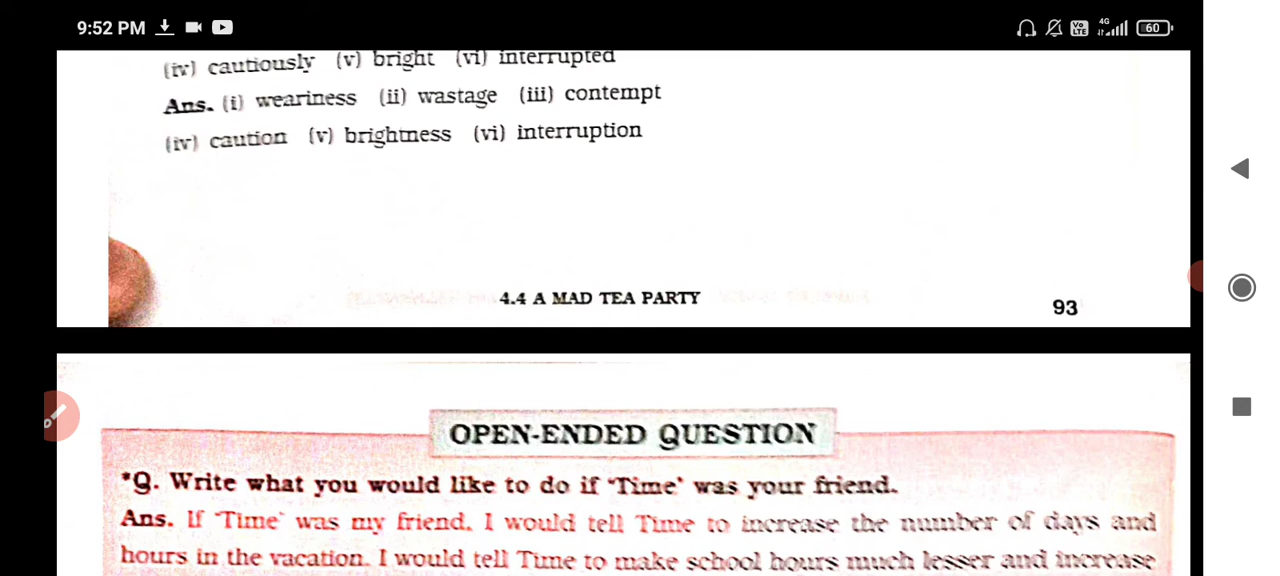 9:52 PM 4G 60
(iv) cautiously (v) bright (vi) interrupted
Ans. (i) weariness (ii) wastage (iii) contempt
(iv) caution (v) brightness (vi) interruption
4.4 A MAD TEA PARTY
93
OPEN-ENDED QUESTION
*Q. Write what you would like to do if 'Time' was your friend.
Ans. If 'Time' was my friend, I would tell Time to increase the number of days and
hours in the vacation. I would tell Time to make school hours much lesser and increase